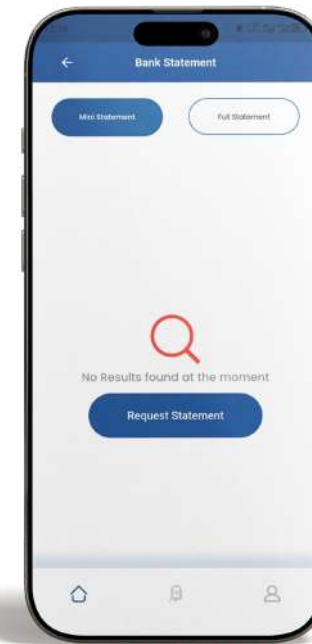 Bank Statement
Mini Statement
Full Statement
No Results found at the moment
Request Statement